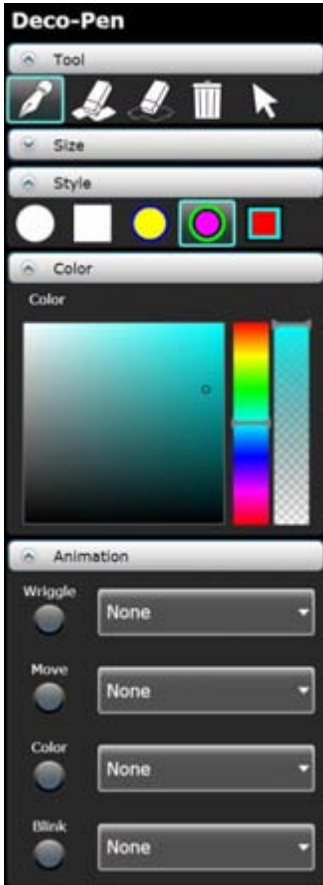 Deco-Pen
Tool
Size
Style
Color
Color
Animation
Wriggle
None
Move
None
Color
None
Blink
None